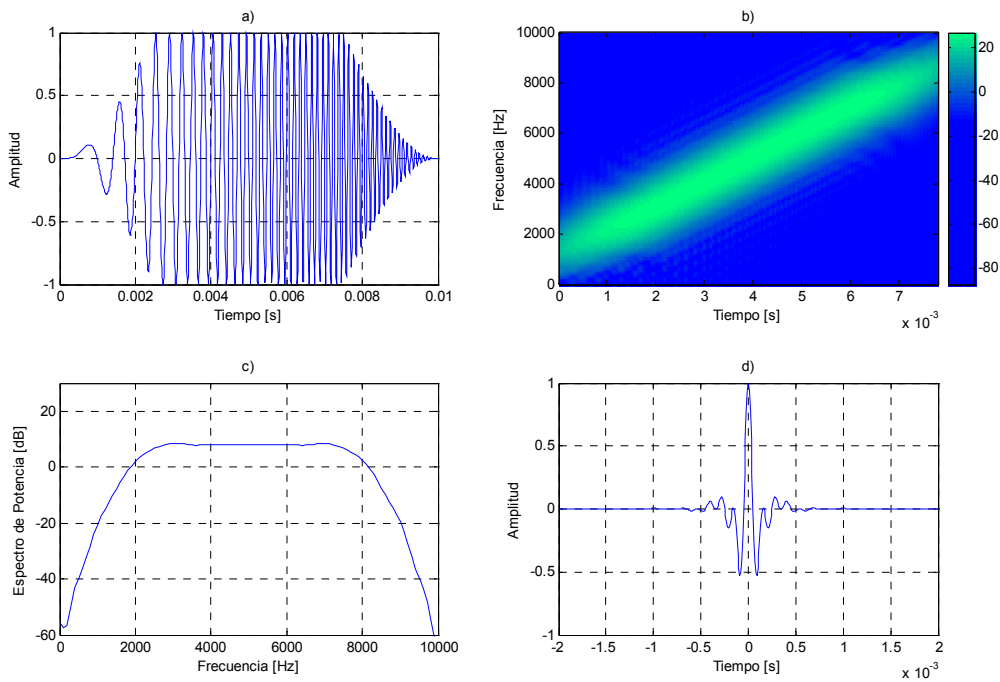 a)
1
0.5
0
-0.5
-1
Amplitud
0 0.002 0.004 0.006 0.008 0.01
Tiempo [s]
b)
10000
8000
6000
4000
2000
0
Frecuencia [Hz]
0 1 2 3 4 5 6 7
Tiempo [s]
x 10-3
20
0
-20
-40
-60
-80
c)
20
0
-20
-40
-60
Espectro de Potencia [dB]
0 2000 4000 6000 8000 10000
Frecuencia [Hz]
d)
1
0.5
0
-0.5
-1
Amplitud
-2 -1.5 -1 -0.5 0 0.5 1 1.5 2
Tiempo [s]
x 10-3